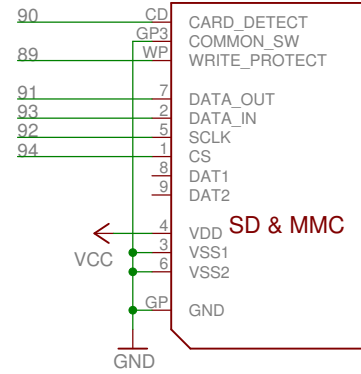 90 CD CARD_DETECT
GP3 COMMON_SW
89 WP WRITE_PROTECT
91 7 DATA_OUT
93 2 DATA_IN
92 5 SCLK
94 1 CS
8 DAT1
9 DAT2
SD & MMC
4 VDD
VCC 3 VSS1
6 VSS2
GP GND
GND